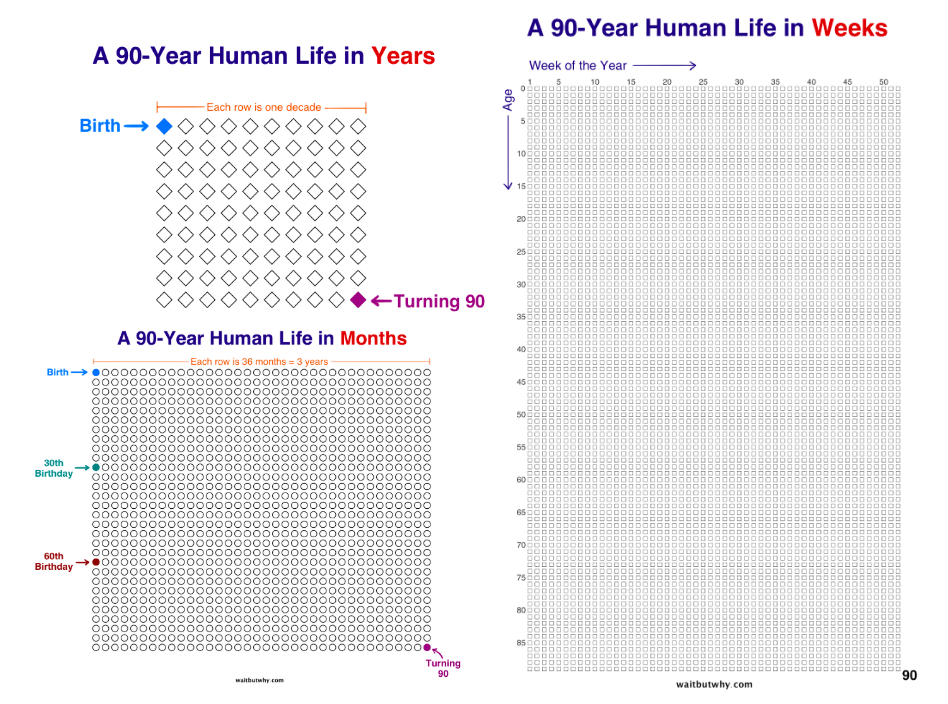 A 90-Year Human Life in Years
Each row is one decade
Birth
Turning 90
A 90-Year Human Life in Months
Each row is 36 months = 3 years
Birth
30th
Birthday
60th
Birthday
Turning
90
waitbutwhy.com
A 90-Year Human Life in Weeks
Week of the Year
1 5 10 15 20 25 30 35 40 45 50
Age
0
5
10
15
20
25
30
35
40
45
50
55
60
65
70
75
80
85
90
waitbutwhy.com